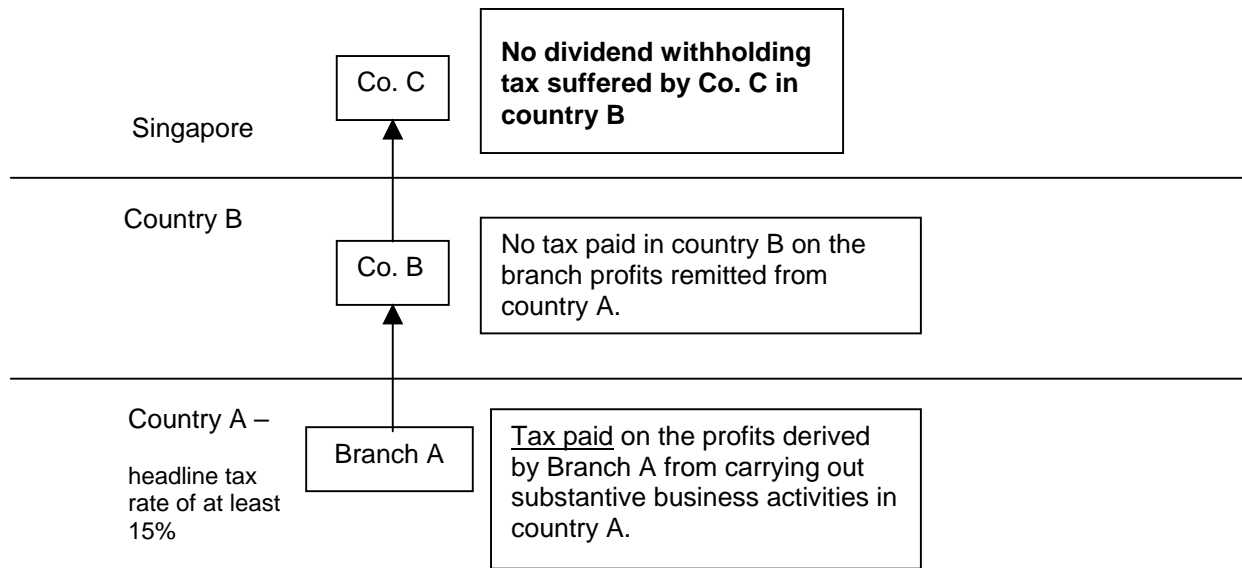 No dividend withholding
tax suffered by Co. C in
country B
Co. C
Singapore
Country B
Co. B
No tax paid in country B on the
branch profits remitted from
country A.
Country A –
headline tax
rate of at least
15%
Branch A
Tax paid on the profits derived
by Branch A from carrying out
substantive business activities in
country A.